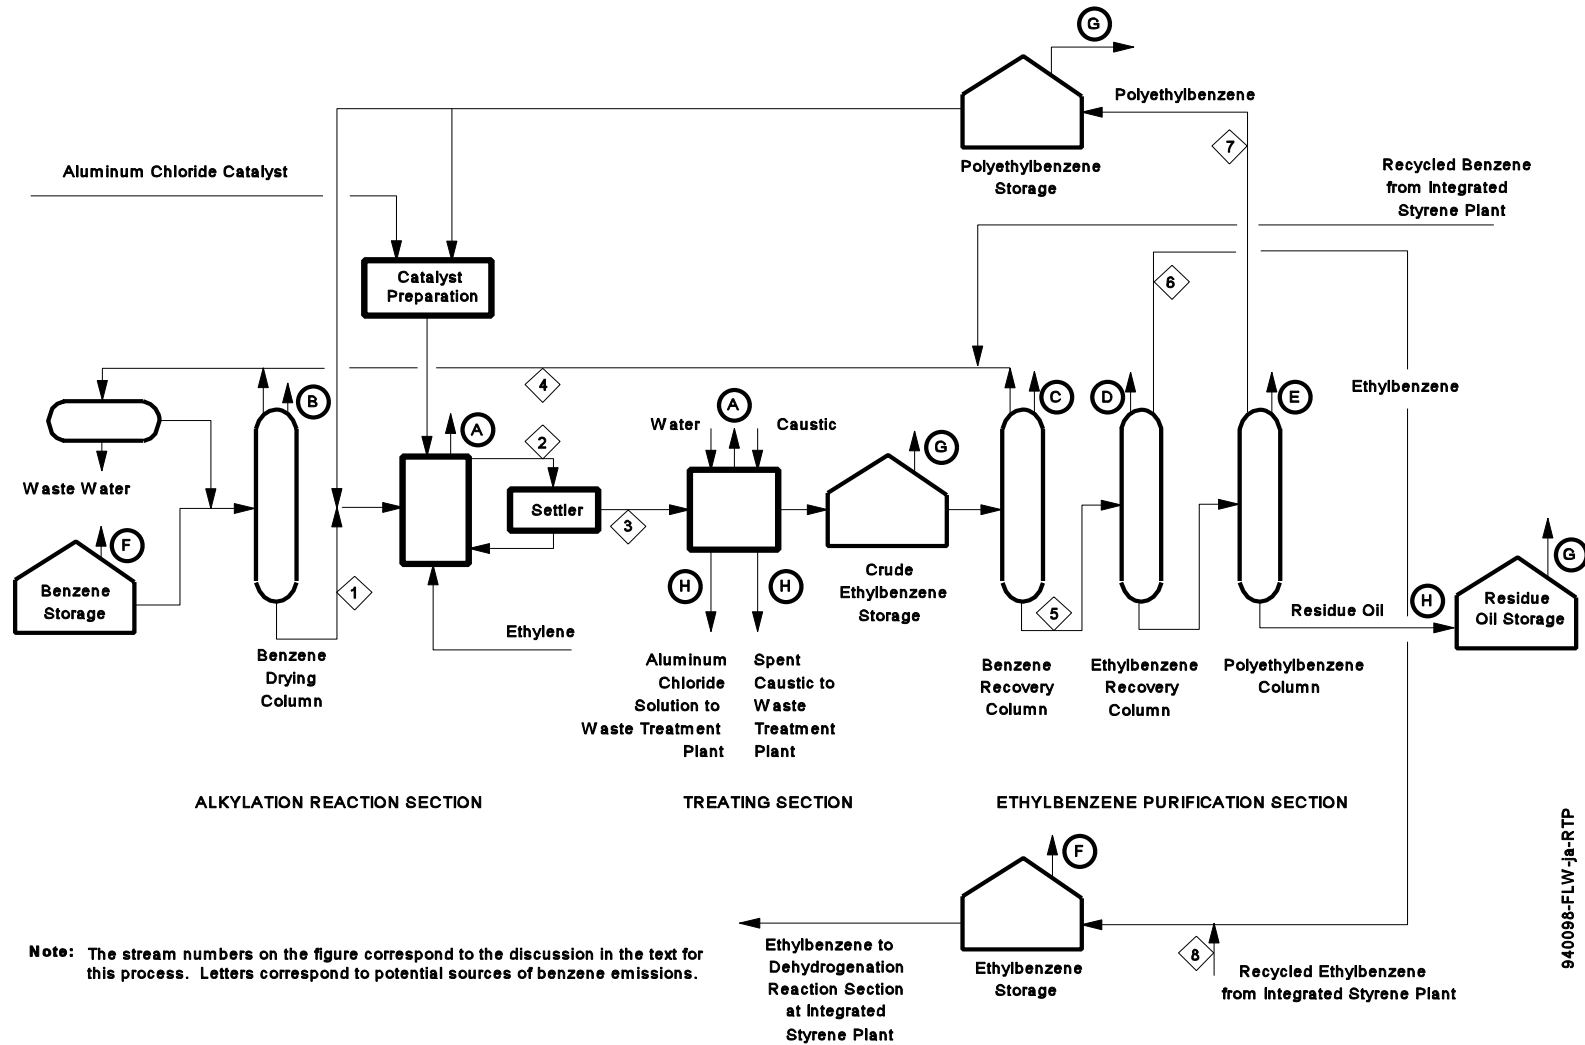 G
Polyethylbenzene
7
Polyethylbenzene
Storage
Aluminum Chloride Catalyst
Recycled Benzene
from Integrated
Styrene Plant
Catalyst
Preparation
6
4
Ethylbenzene
B
A
2
Water
A
Caustic
G
C
D
E
Waste Water
Settler
3
F
Benzene
Storage
1
Ethylene
H
H
Crude
Ethylbenzene
Storage
5
Residue Oil
H
G
Residue
Oil Storage
Benzene
Drying
Column
Aluminum
Chloride
Solution to
Waste Treatment
Plant
Spent
Caustic to
Waste
Treatment
Plant
Benzene
Recovery
Column
Ethylbenzene
Recovery
Column
Polyethylbenzene
Column
ALKYLATION REACTION SECTION
TREATING SECTION
ETHYLBENZENE PURIFICATION SECTION
F
Ethylbenzene to
Dehydrogenation
Reaction Section
at Integrated
Styrene Plant
Ethylbenzene
Storage
8
Recycled Ethylbenzene
from Integrated Styrene Plant
Note: The stream numbers on the figure correspond to the discussion in the text for
this process. Letters correspond to potential sources of benzene emissions.
940098-FLW-ja-RTP